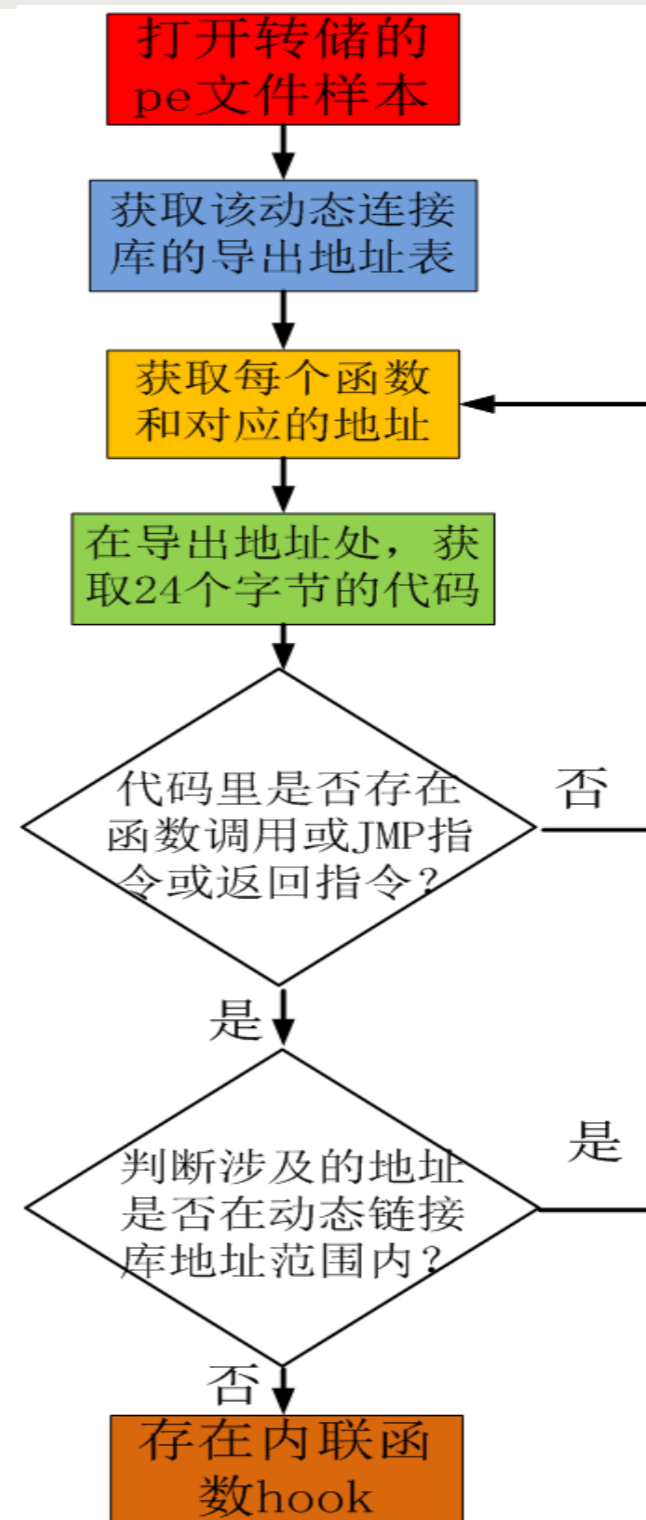 打开转储的
pe文件样本
获取该动态连接
库的导出地址表
获取每个函数
和对应的地址
在导出地址处，获
取24个字节的代码
代码里是否存在
函数调用或JMP指
令或返回指令？
否
是
判断涉及的地址
是否在动态链接
库地址范围内？
是
否
存在内联函
数hook